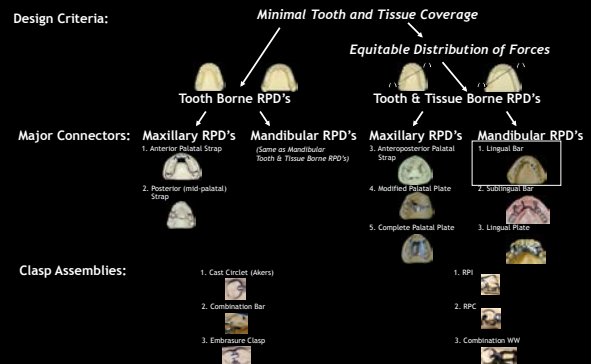 Design Criteria:
Minimal Tooth and Tissue Coverage
Equitable Distribution of Forces
Tooth Borne RPD's
Tooth & Tissue Borne RPD's
Major Connectors:
Maxillary RPD's
1. Anterior Palatal Strap
2. Posterior (mid-palatal)
Strap
Mandibular RPD's
(Same as Mandibular
Tooth & Tissue Borne RPD's)
Maxillary RPD's
3. Anteroposterior Palatal
Strap
4. Modified Palatal Plate
5. Complete Palatal Plate
Mandibular RPD's
1. Lingual Bar
2. Sublingual Bar
3. Lingual Plate
Clasp Assemblies:
1. Cast Circlet (Akers)
2. Combination Bar
3. Embrasure Clasp
1. RPI
2. RPC
3. Combination WW